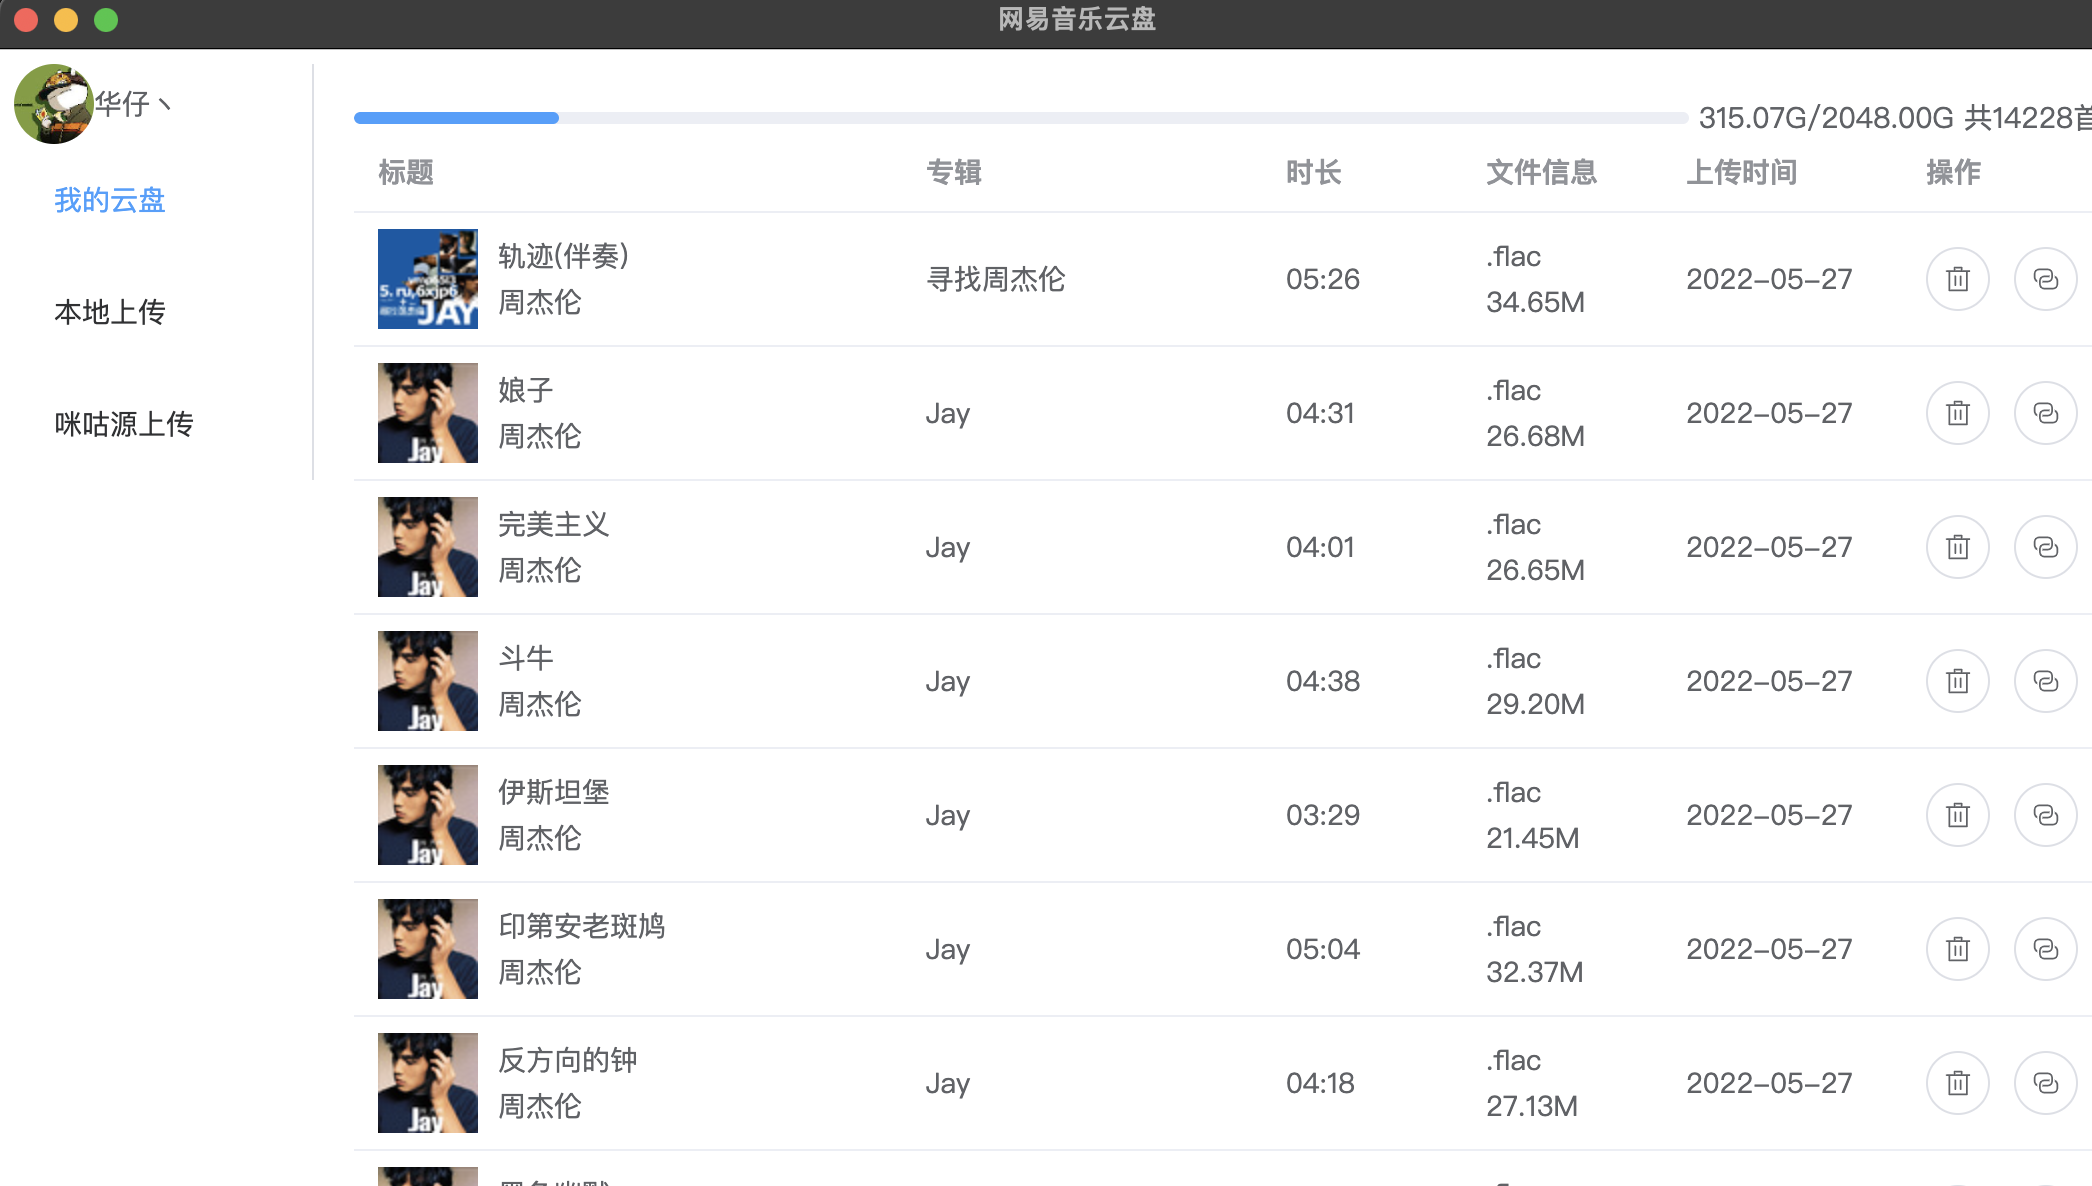 网易音乐云盘
华仔丶
我的云盘
本地上传
咪咕源上传
315.07G/2048.00G 共14228首
标题 专辑 时长 文件信息 上传时间 操作
轨迹(伴奏)
周杰伦
寻找周杰伦
05:26
.flac
34.65M
2022-05-27
JAY
娘子
周杰伦
Jay
04:31
.flac
26.68M
2022-05-27
Jay
完美主义
周杰伦
Jay
04:01
.flac
26.65M
2022-05-27
Jay
斗牛
周杰伦
Jay
04:38
.flac
29.20M
2022-05-27
Jay
伊斯坦堡
周杰伦
Jay
03:29
.flac
21.45M
2022-05-27
Jay
印第安老斑鸠
周杰伦
Jay
05:04
.flac
32.37M
2022-05-27
Jay
反方向的钟
周杰伦
Jay
04:18
.flac
27.13M
2022-05-27
Jay